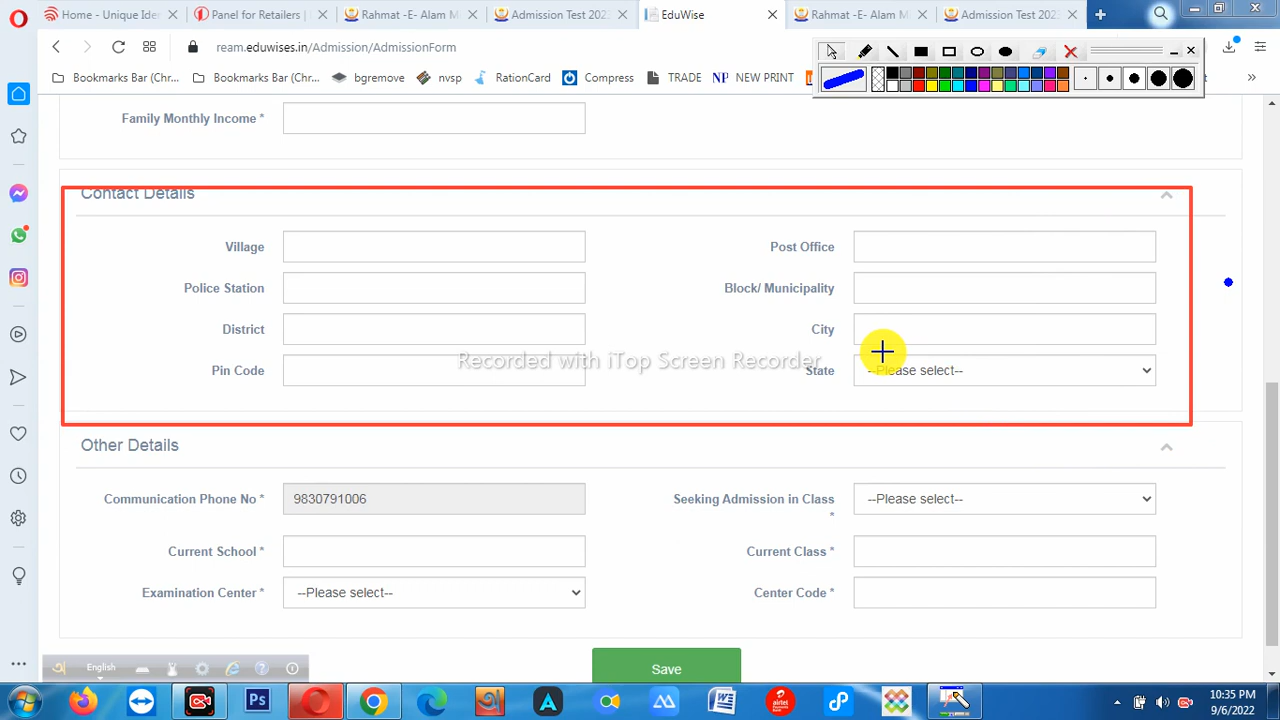 Home - Unique Ide
Panel for Retailers |
Rahmat -E- Alam M
Admission Test 2023
EduWise
Rahmat -E- Alam M
Admission Test 202
ream.eduwises.in/Admission/AdmissionForm
Bookmarks Bar (Chr...
Bookmarks Bar (Chr...
bgremove
nvsp
RationCard
Compress
TRADE
NP NEW PRINT
Family Monthly Income *
Contact Details
Village
Post Office
Police Station
Block/ Municipality
District
City
Recorded with iTop Screen Recorder
Pin Code
State
--Please select--
Other Details
Communication Phone No *
9830791006
Seeking Admission in Class *
--Please select--
Current School *
Current Class *
Examination Center *
--Please select--
Center Code *
English
Save
Ps
airtel
10:35 PM
9/6/2022